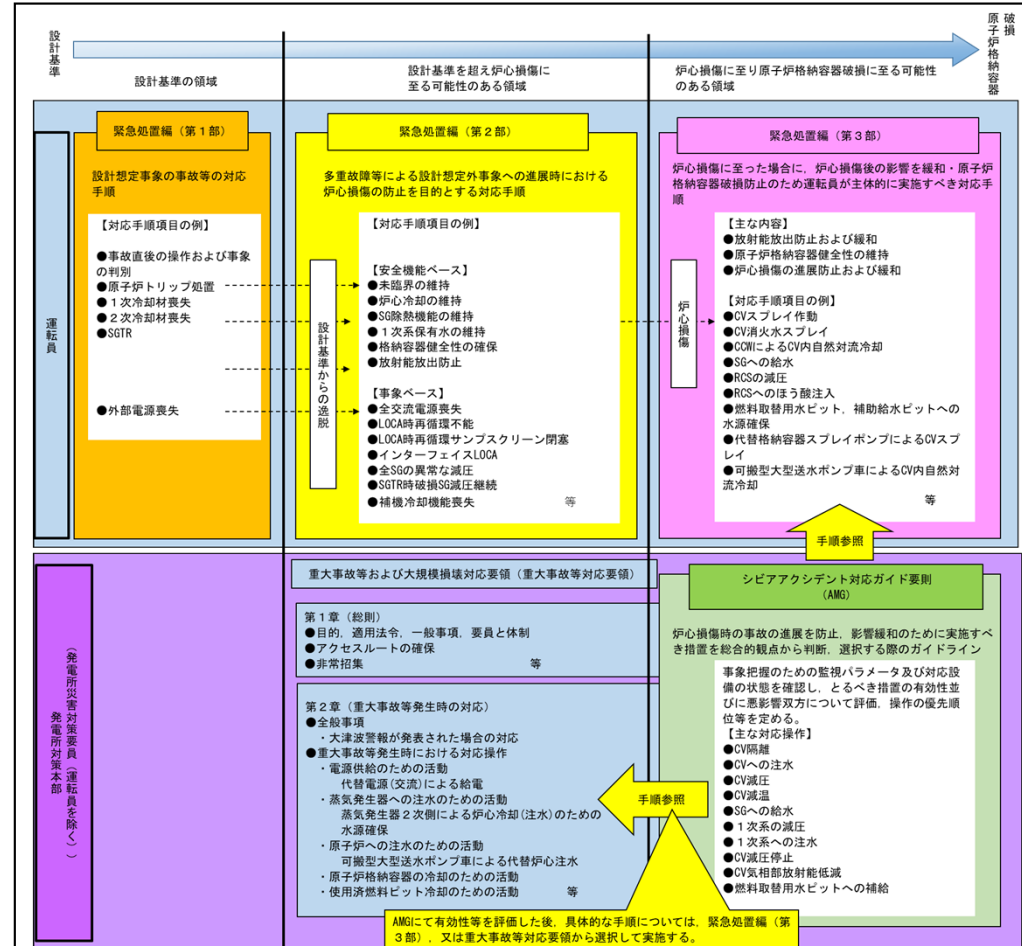 設計基準
原子炉格納容器
破損
設計基準の領域
設計基準を超え炉心損傷に
至る可能性のある領域
炉心損傷に至り原子炉格納容器破損に至る可能性
のある領域
運転員
緊急処置編(第1部)
設計想定事象の事故等の対応
手順
【対応手順項目の例】
●事故直後の操作および事象
の判別
●原子炉トリップ処置
●1次冷却材喪失
●2次冷却材喪失
●SGTR
●外部電源喪失
設計基準からの逸脱
緊急処置編(第2部)
多重故障等による設計想定外事象への進展時における
炉心損傷の防止を目的とする対応手順
【対応手順項目の例】
【安全機能ベース】
●未臨界の維持
●炉心冷却の維持
●SG除熱機能の維持
●1次系保有水の維持
●格納容器健全性の確保
●放射能放出防止
【事象ベース】
●全交流電源喪失
●LOCA時再循環不能
●LOCA時再循環サンプスクリーン閉塞
●インターフェイスLOCA
●全SGの異常な減圧
●SGTR時破損SG減圧継続
●補機冷却機能喪失 等
炉心損傷
緊急処置編(第3部)
炉心損傷に至った場合に,炉心損傷後の影響を緩和・原子炉
格納容器破損防止のため運転員が主体的に実施すべき対応手
順
【主な内容】
●放射能放出防止および緩和
●原子炉格納容器健全性の維持
●炉心損傷の進展防止および緩和
【対応手順項目の例】
●CVスプレイ作動
●CV消火水スプレイ
●CCWによるCV内自然対流冷却
●SGへの給水
●RCSの減圧
●RCSへのほう酸注入
●燃料取替用水ピット,補助給水ピットへの
水源確保
●代替格納容器スプレイポンプによるCVスプ
レイ
●可搬型大型送水ポンプ車によるCV内自然対
流冷却
等
手順参照
発電所対策本部
(発電所災害対策要員(運転員を除く))
重大事故等および大規模損壊対応要領(重大事故等対応要領)
第1章(総則)
●目的,適用法令,一般事項,要員と体制
●アクセスルートの確保
●非常招集 等
第2章(重大事故等発生時の対応)
●全般事項
・大津波警報が発表された場合の対応
●重大事故等発生時における対応操作
・電源供給のための活動
代替電源(交流)による給電
・蒸気発生器への注水のための活動
蒸気発生器2次側による炉心冷却(注水)のための
水源確保
・原子炉への注水のための活動
可搬型大型送水ポンプ車による代替炉心注水
・原子炉格納容器の冷却のための活動
・使用済燃料ピット冷却のための活動 等
手順参照
シビアアクシデント対応ガイド要則
(AMG)
炉心損傷時の事故の進展を防止,影響緩和のために実施すべ
き措置を総合的観点から判断,選択する際のガイドライン
事象把握のための監視パラメータ及び対応設
備の状態を確認し,とるべき措置の有効性並
びに悪影響双方について評価,操作の優先順
位等を定める。
【主な対応操作】
●CV隔離
●CVへの注水
●CV減圧
●CV減温
●SGへの給水
●1次系の減圧
●1次系への注水
●CV減圧停止
●CV気相部放射能低減
●燃料取替用水ピットへの補給
AMGにて有効性等を評価した後,具体的な手順については,緊急処置編(第
3部),又は重大事故等対応要領から選択して実施する。